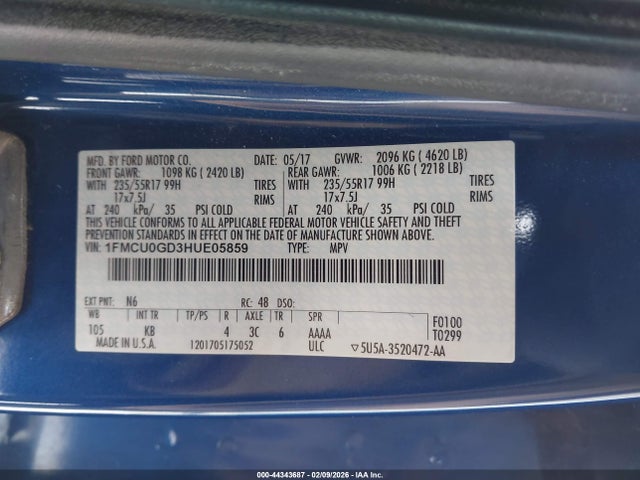 MFD. BY FORD MOTOR CO. DATE: 05/17 GVWR: 2096 KG ( 4620 LB)
FRONT GAWR: 1098 KG ( 2420 LB) REAR GAWR: 1006 KG ( 2218 LB)
WITH 235/55R17 99H TIRES WITH 235/55R17 99H TIRES
17x7.5J RIMS 17x7.5J RIMS
AT 240 kPa/ 35 PSI COLD AT 240 kPa/ 35 PSI COLD
THIS VEHICLE CONFORMS TO ALL APPLICABLE FEDERAL MOTOR VEHICLE SAFETY AND THEFT
PREVENTION STANDARDS IN EFFECT ON THE DATE OF MANUFACTURE SHOWN ABOVE.
VIN: 1FMCU0GD3HUE05859 TYPE: MPV
EXT PNT: N6 RC: 48 DSO:
WB INT TR TP/PS R AXLE TR SPR
105 KB 4 3C 6 AAAA
F0100
T0299
MADE IN U.S.A. 1201705175052 ULC ▽5U5A-3520472-AA
000-44343687 - 02/09/2026 - IAA Inc.